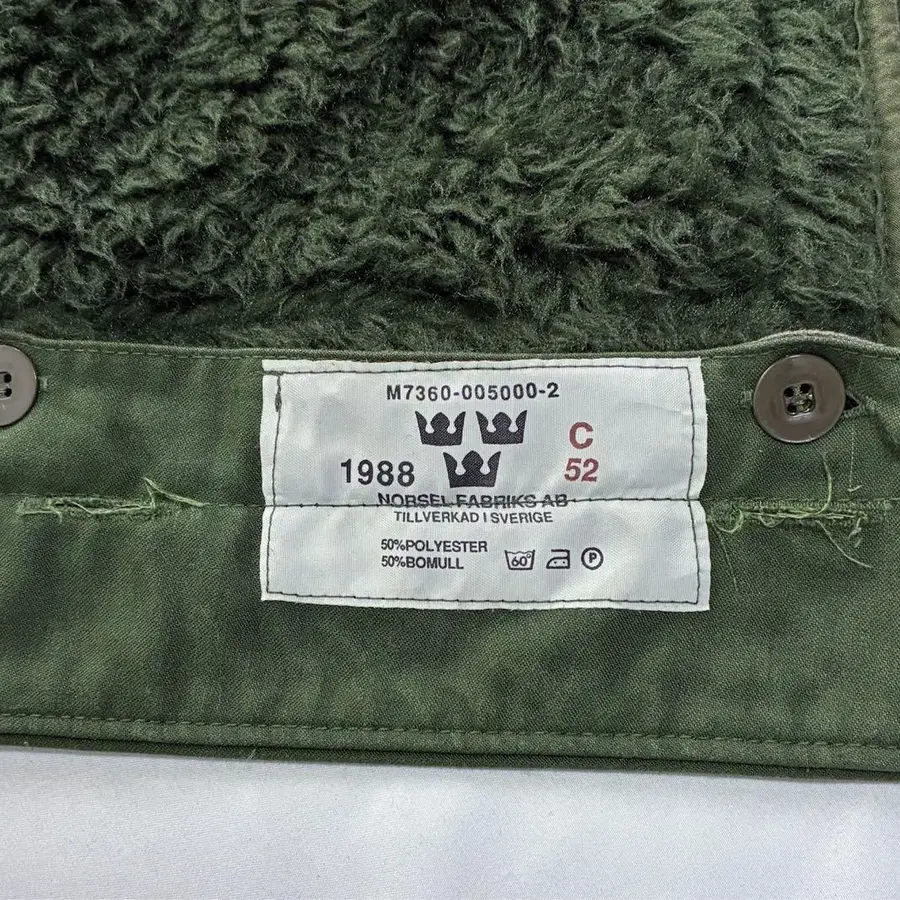 M7360-005000-2
1988
C
52
NORSEL FABRIKS AB
TILLVERKAD I SVERIGE
50%POLYESTER
50%BOMULL
60°
P